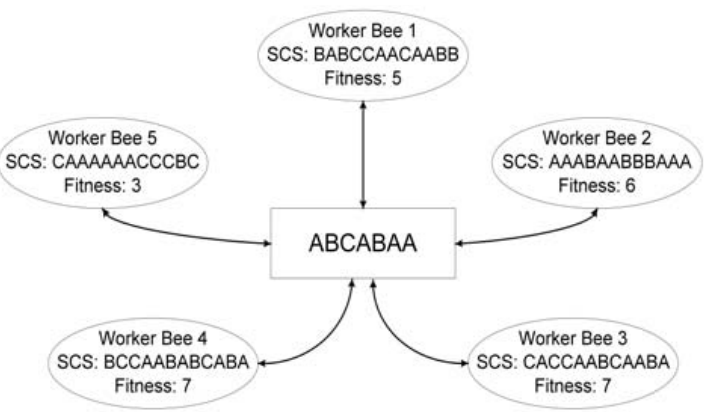 Worker Bee 1
SCS: BABCCAACAABB
Fitness: 5
Worker Bee 5
SCS: CAAAAAACCCBC
Fitness: 3
Worker Bee 2
SCS: AAABAABBBAAA
Fitness: 6
ABCABAA
Worker Bee 4
SCS: BCCAABABCABA
Fitness: 7
Worker Bee 3
SCS: CACCAABCAABA
Fitness: 7